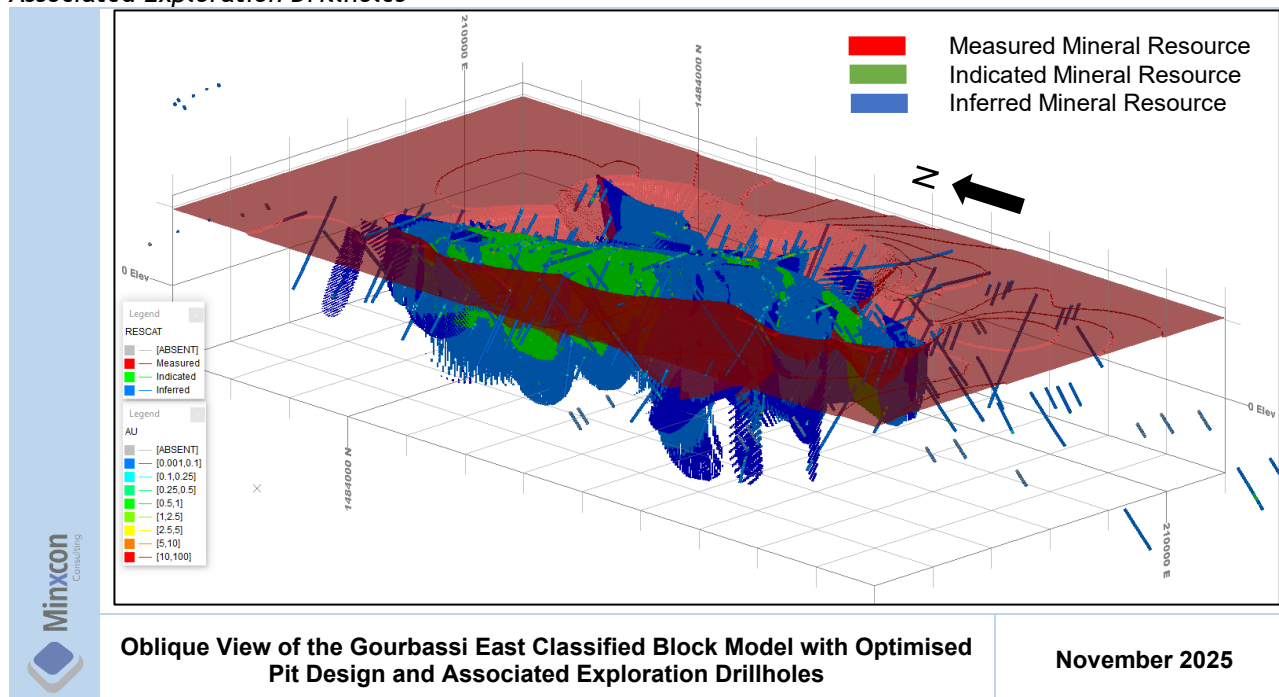 Associated Exploration Drillholes
Measured Mineral Resource
Indicated Mineral Resource
Inferred Mineral Resource
210000 E
1484000 N
N
0 Elev
Legend
RESCAT
[ABSENT]
Measured
Indicated
Inferred
Legend
AU
[ABSENT]
[0.001,0.1]
[0.1,0.25]
[0.25,0.5]
[0.5,1]
[1,2.5]
[2.5,5]
[5,10]
[10,100]
1484000 N
0 Elev
210000 E
Minxcon
Consulting
Oblique View of the Gourbassi East Classified Block Model with Optimised
Pit Design and Associated Exploration Drillholes
November 2025